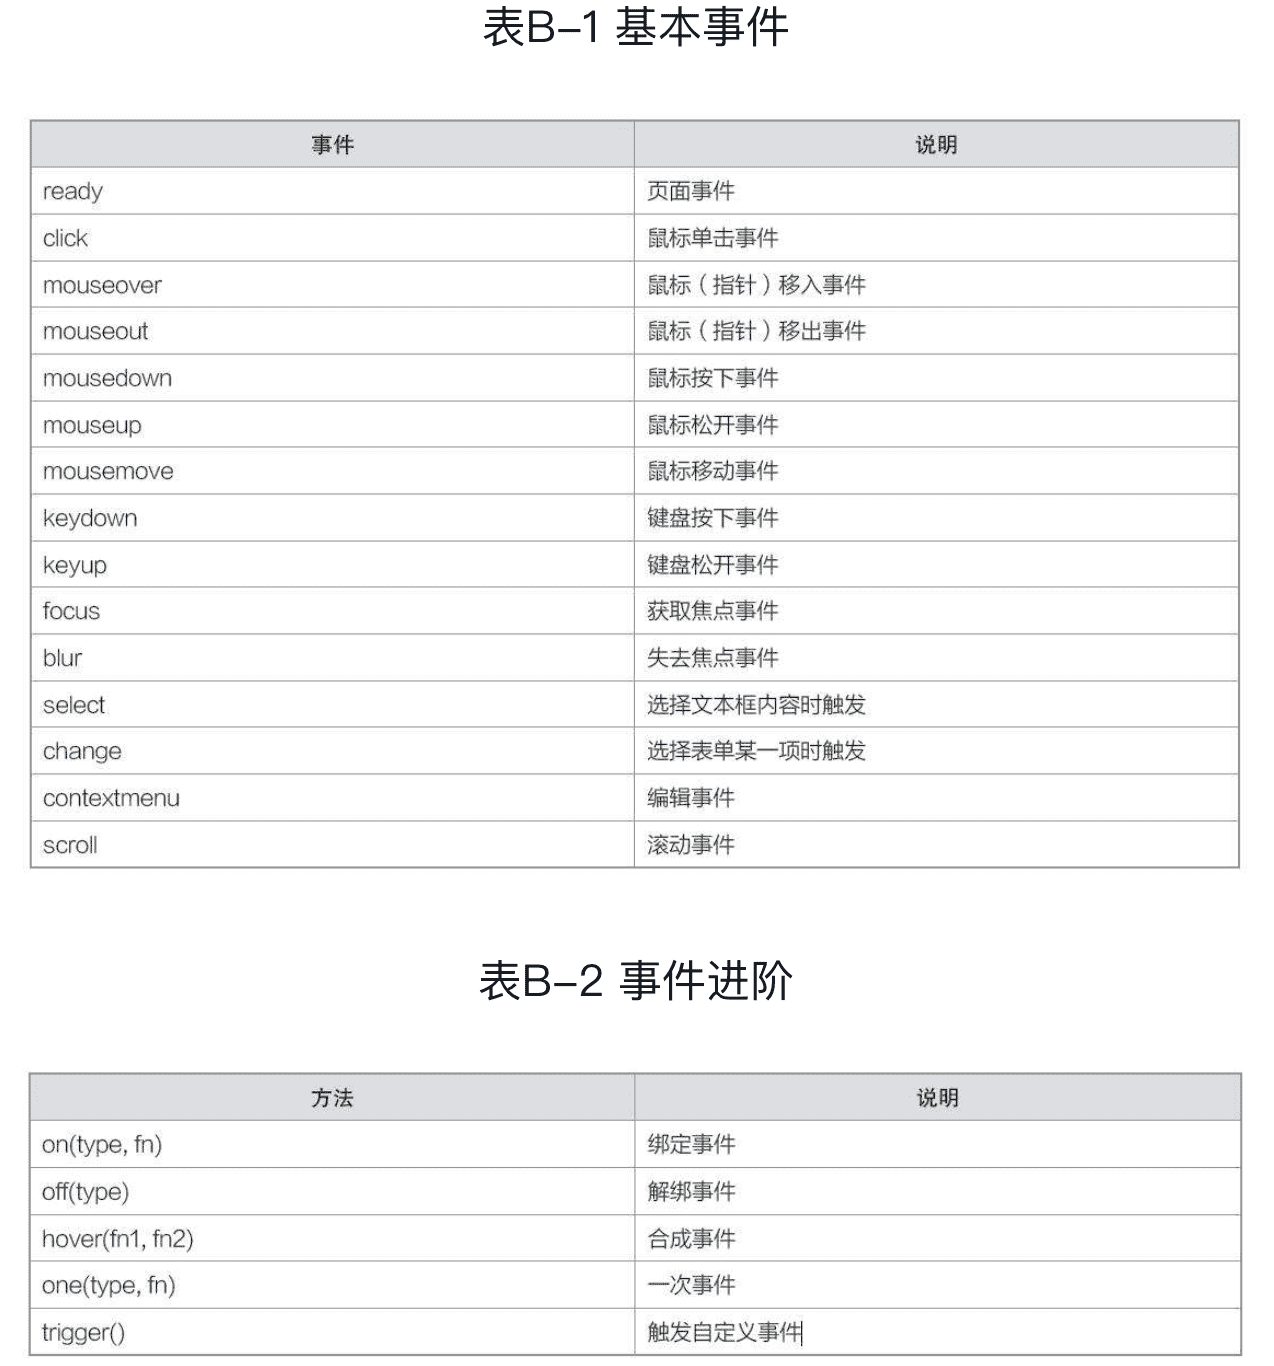 表B-1 基本事件
事件 说明
ready 页面事件
click 鼠标单击事件
mouseover 鼠标（指针）移入事件
mouseout 鼠标（指针）移出事件
mousedown 鼠标按下事件
mouseup 鼠标松开事件
mousemove 鼠标移动事件
keydown 键盘按下事件
keyup 键盘松开事件
focus 获取焦点事件
blur 失去焦点事件
select 选择文本框内容时触发
change 选择表单某一项时触发
contextmenu 编辑事件
scroll 滚动事件
表B-2 事件进阶
方法 说明
on(type, fn) 绑定事件
off(type) 解绑事件
hover(fn1, fn2) 合成事件
one(type, fn) 一次事件
trigger() 触发自定义事件